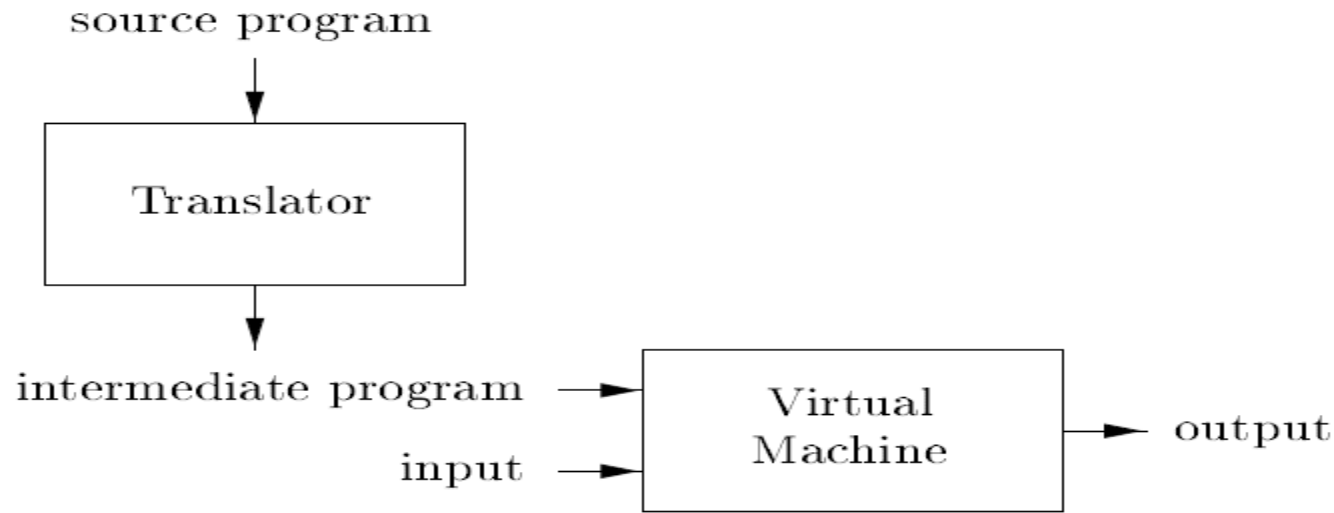 source program
Translator
intermediate program
input
Virtual
Machine
output